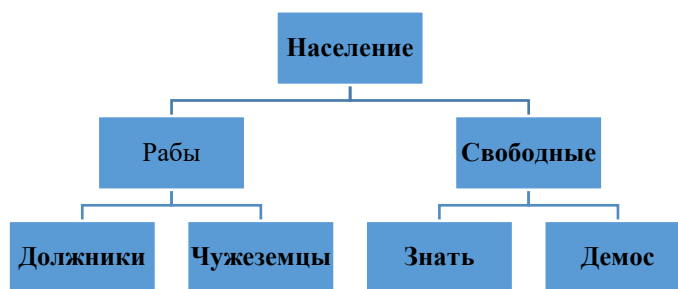 Население
Рабы
Свободные
Должники
Чужеземцы
Знать
Демос